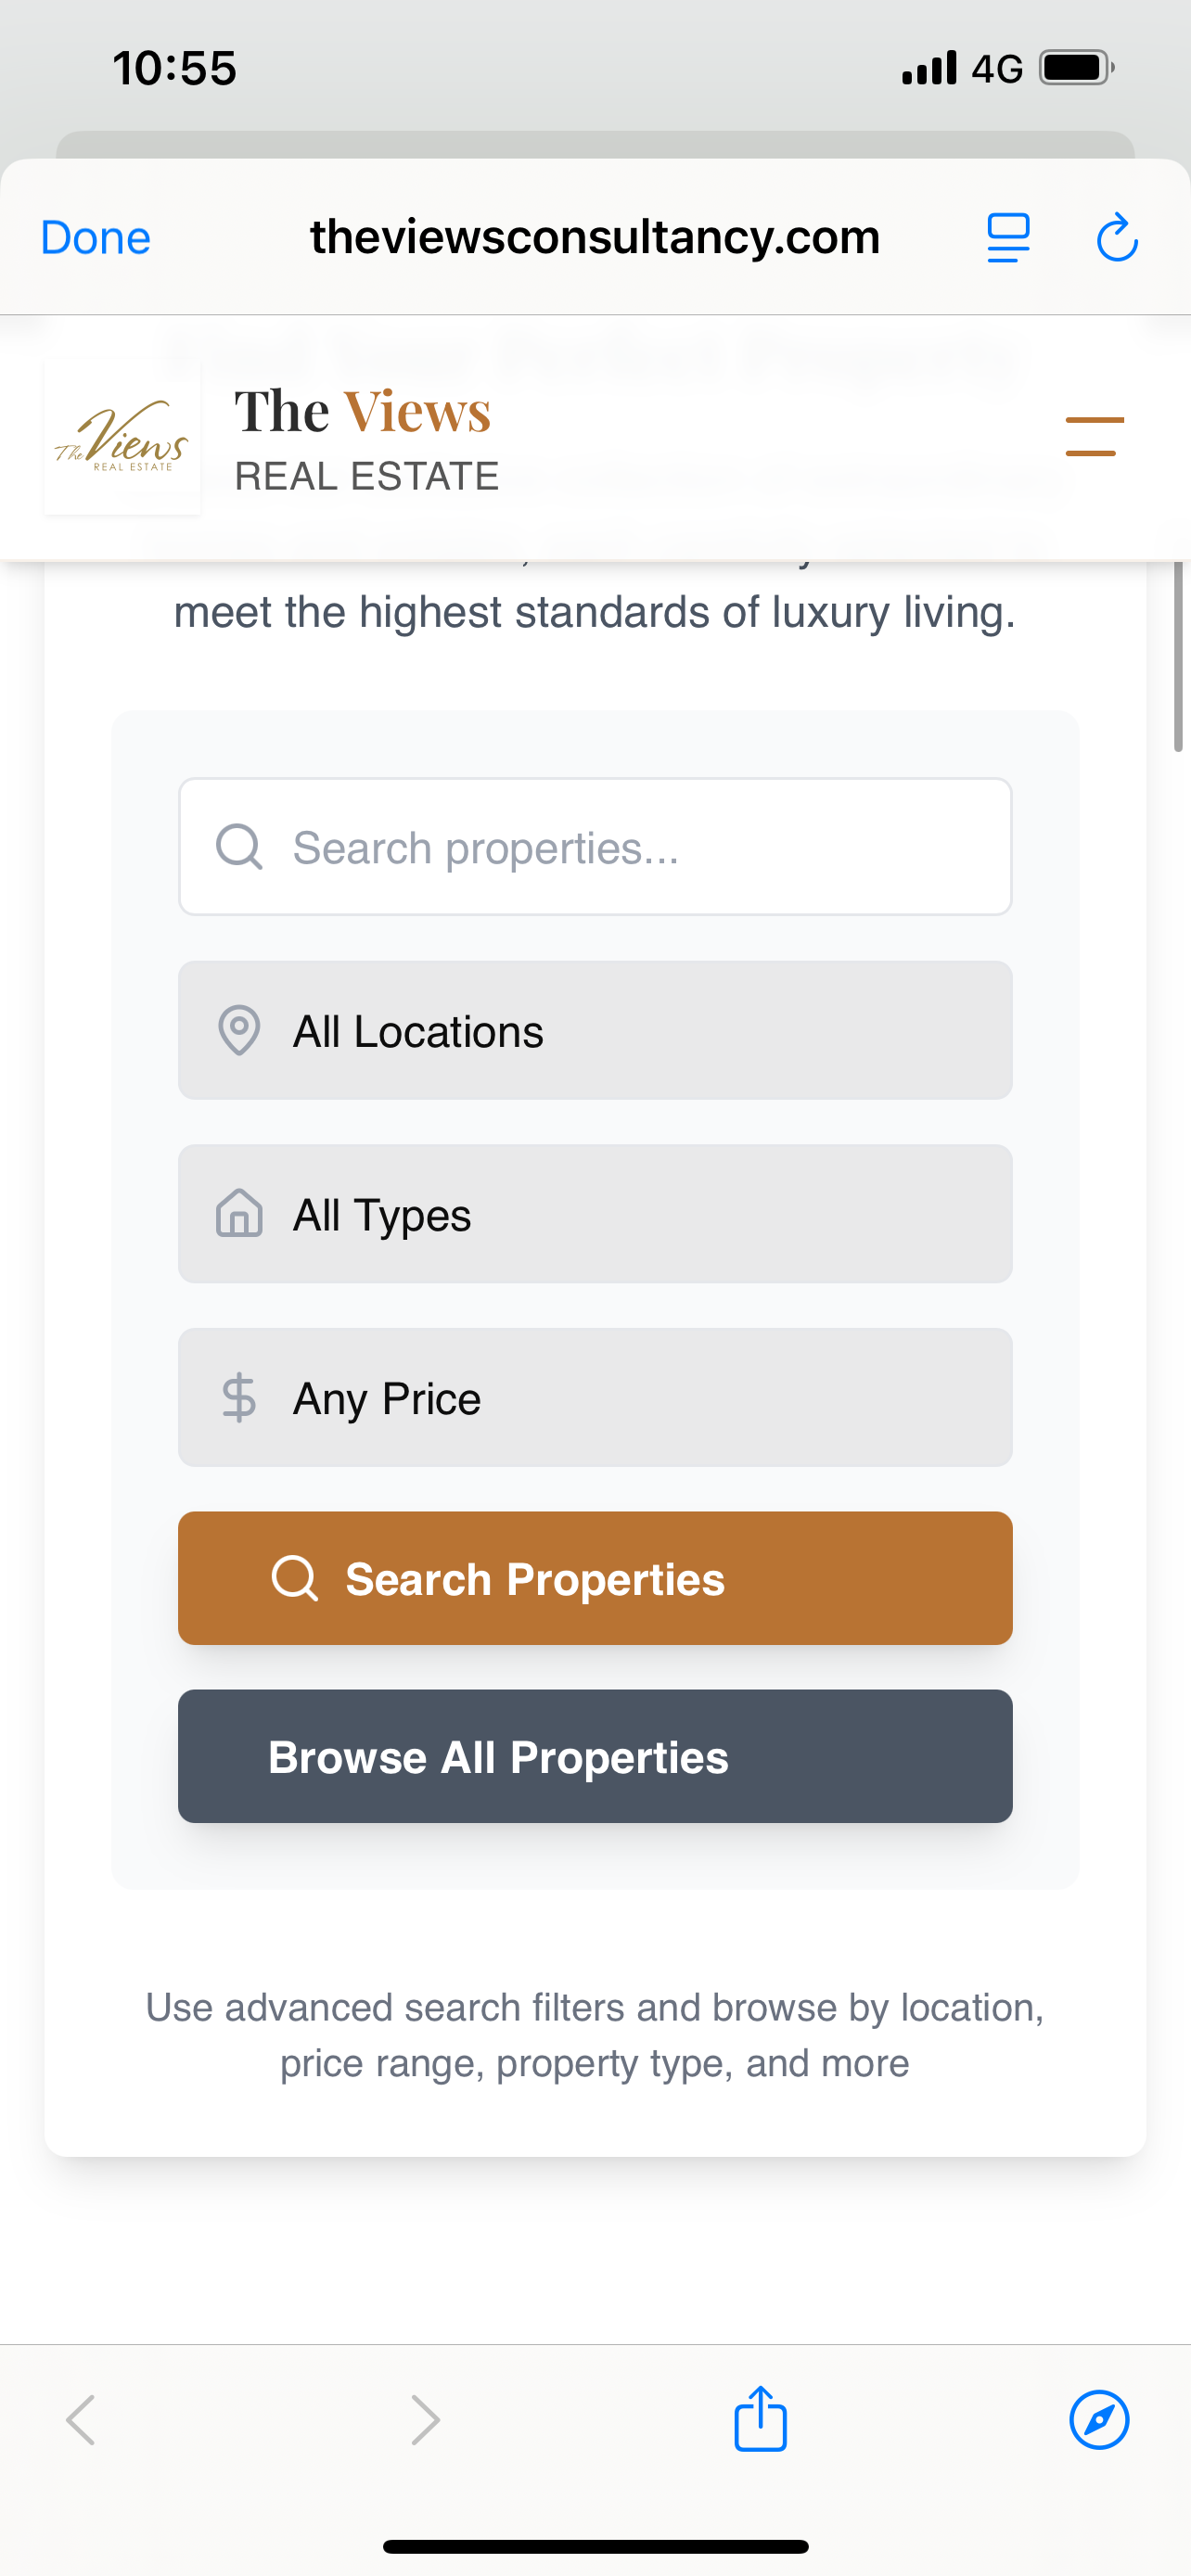 10:55
4G
Done
theviewsconsultancy.com
The Views
REAL ESTATE
The Views
REAL ESTATE
meet the highest standards of luxury living.
Search properties...
All Locations
All Types
$ Any Price
Search Properties
Browse All Properties
Use advanced search filters and browse by location,
price range, property type, and more